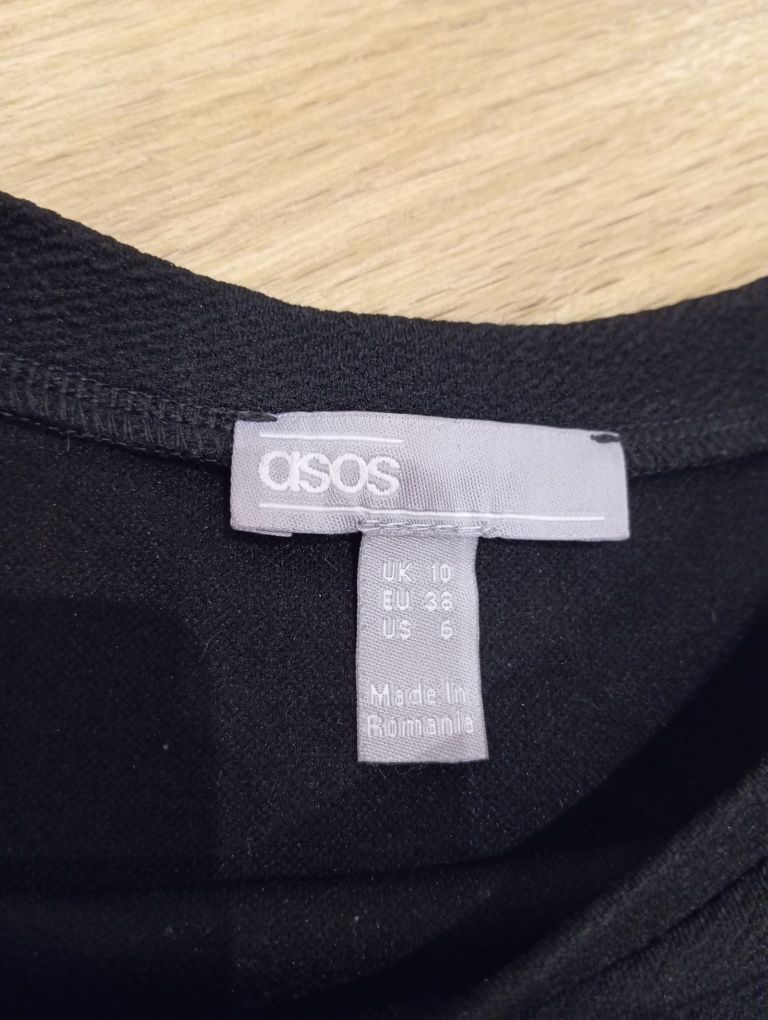 asos
UK 10
EU 38
US 6
Made In
Romania